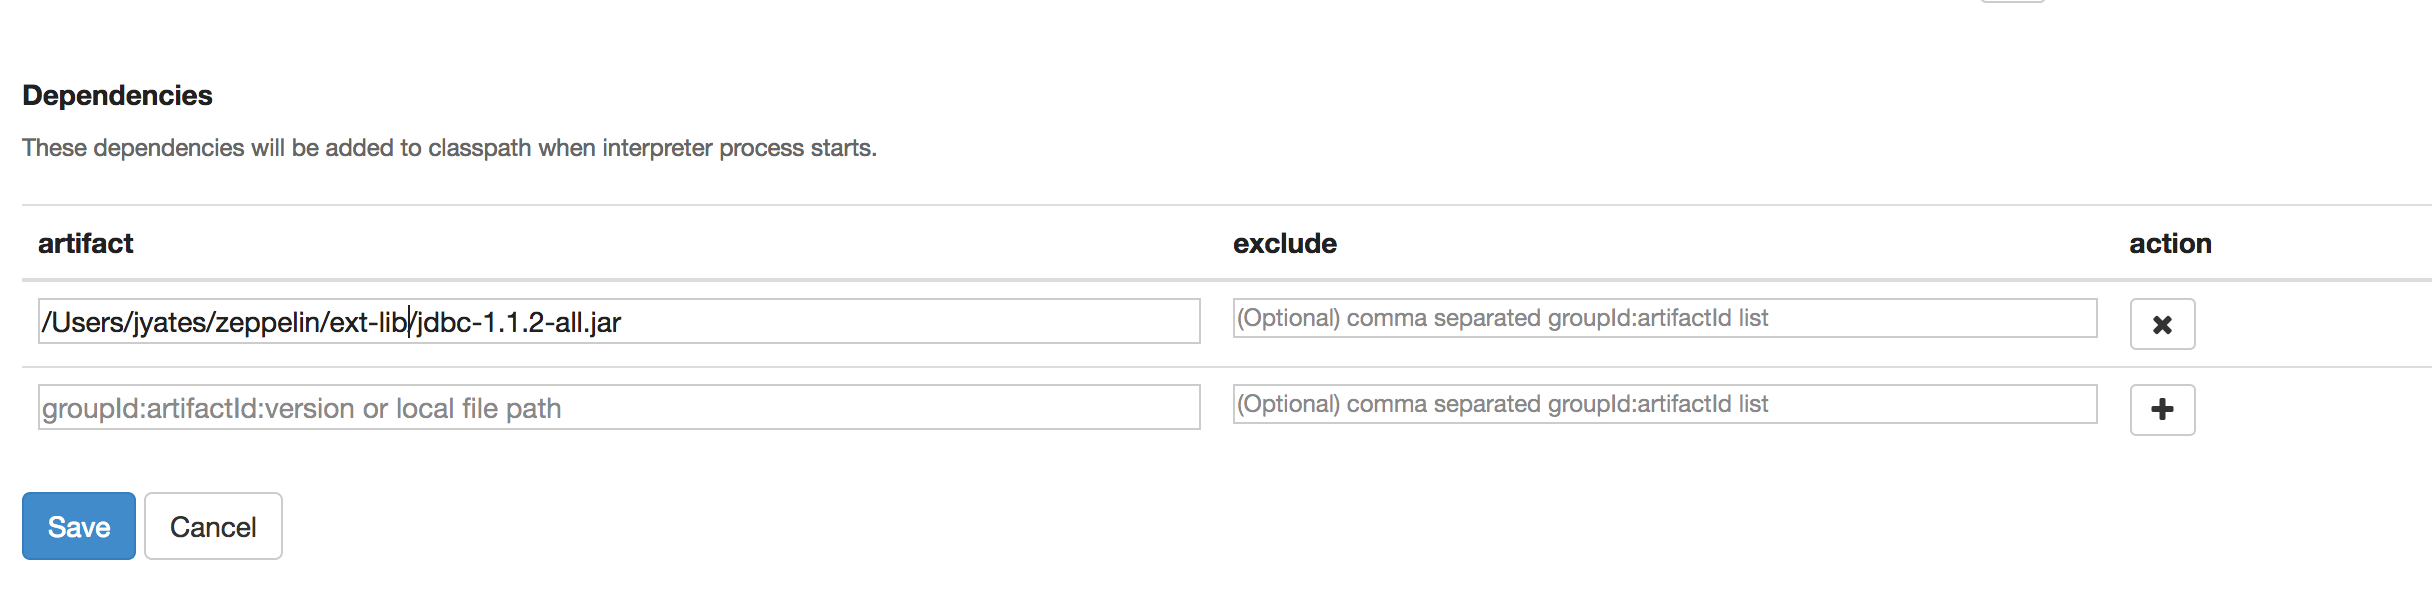 Dependencies
These dependencies will be added to classpath when interpreter process starts.
artifact exclude action
/Users/jyates/zeppelin/ext-lib/jdbc-1.1.2-all.jar (Optional) comma separated groupId:artifactId list
groupId:artifactId:version or local file path (Optional) comma separated groupId:artifactId list
Save Cancel